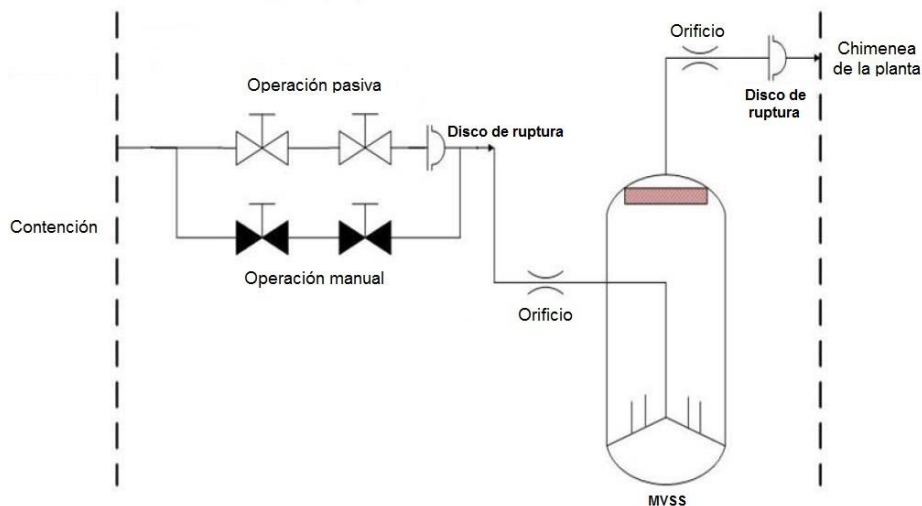 Orificio
Chimenea
de la planta
Operación pasiva
Disco de
ruptura
Disco de ruptura
Contención
Operación manual
Orificio
MVSS